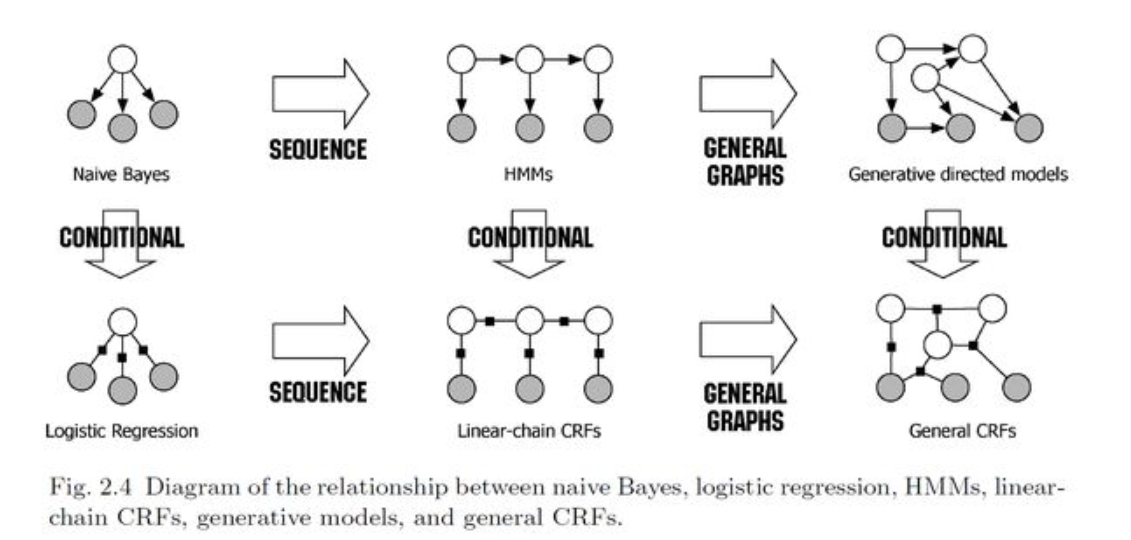 SEQUENCE
GENERAL
GRAPHS
Naive Bayes
HMMs
Generative directed models
CONDITIONAL
CONDITIONAL
CONDITIONAL
SEQUENCE
GENERAL
GRAPHS
Logistic Regression
Linear-chain CRFs
General CRFs
Fig. 2.4 Diagram of the relationship between naive Bayes, logistic regression, HMMs, linear-
chain CRFs, generative models, and general CRFs.